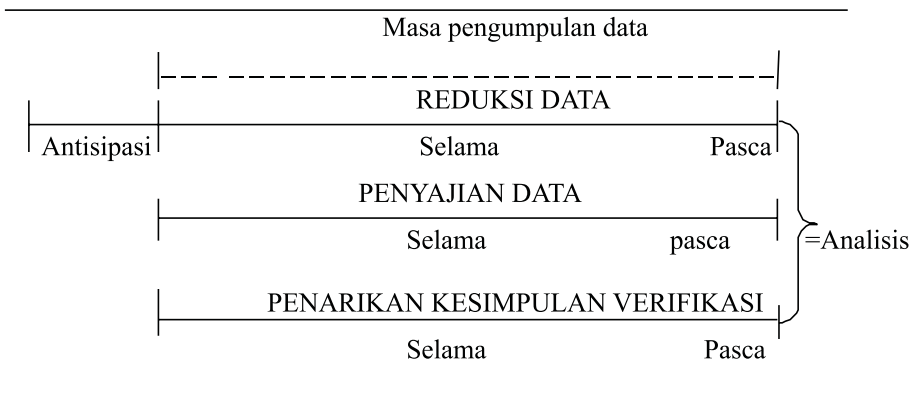 Masa pengumpulan data
REDUKSI DATA
Antisipasi Selama Pasca
PENYAJIAN DATA
Selama pasca
=Analisis
PENARIKAN KESIMPULAN VERIFIKASI
Selama Pasca